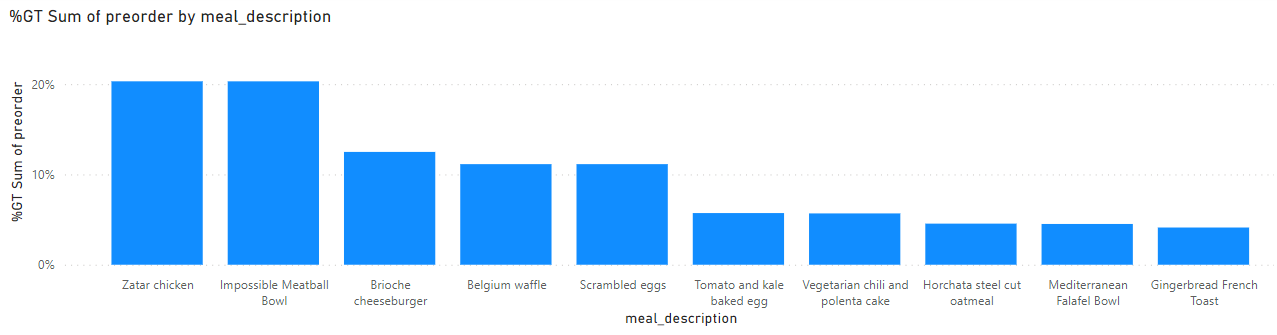 %GT Sum of preorder by meal_description
%GT Sum of preorder
20%
10%
0%
Zatar chicken
Impossible Meatball
Bowl
Brioche
cheeseburger
Belgium waffle
Scrambled eggs
Tomato and kale
baked egg
Vegetarian chili and
polenta cake
Horchata steel cut
oatmeal
Mediterranean
Falafel Bowl
Gingerbread French
Toast
meal_description